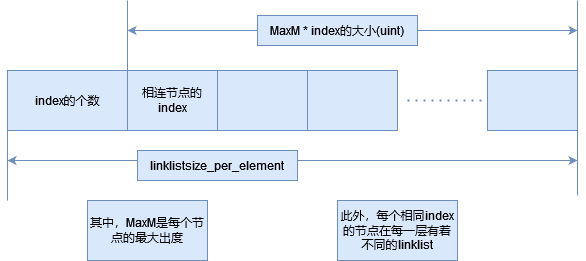 MaxM * index的大小(uint)
index的个数
相连节点的
index
linklistsize_per_element
其中，MaxM是每个节
点的最大出度
此外，每个相同index
的节点在每一层有着
不同的linklist